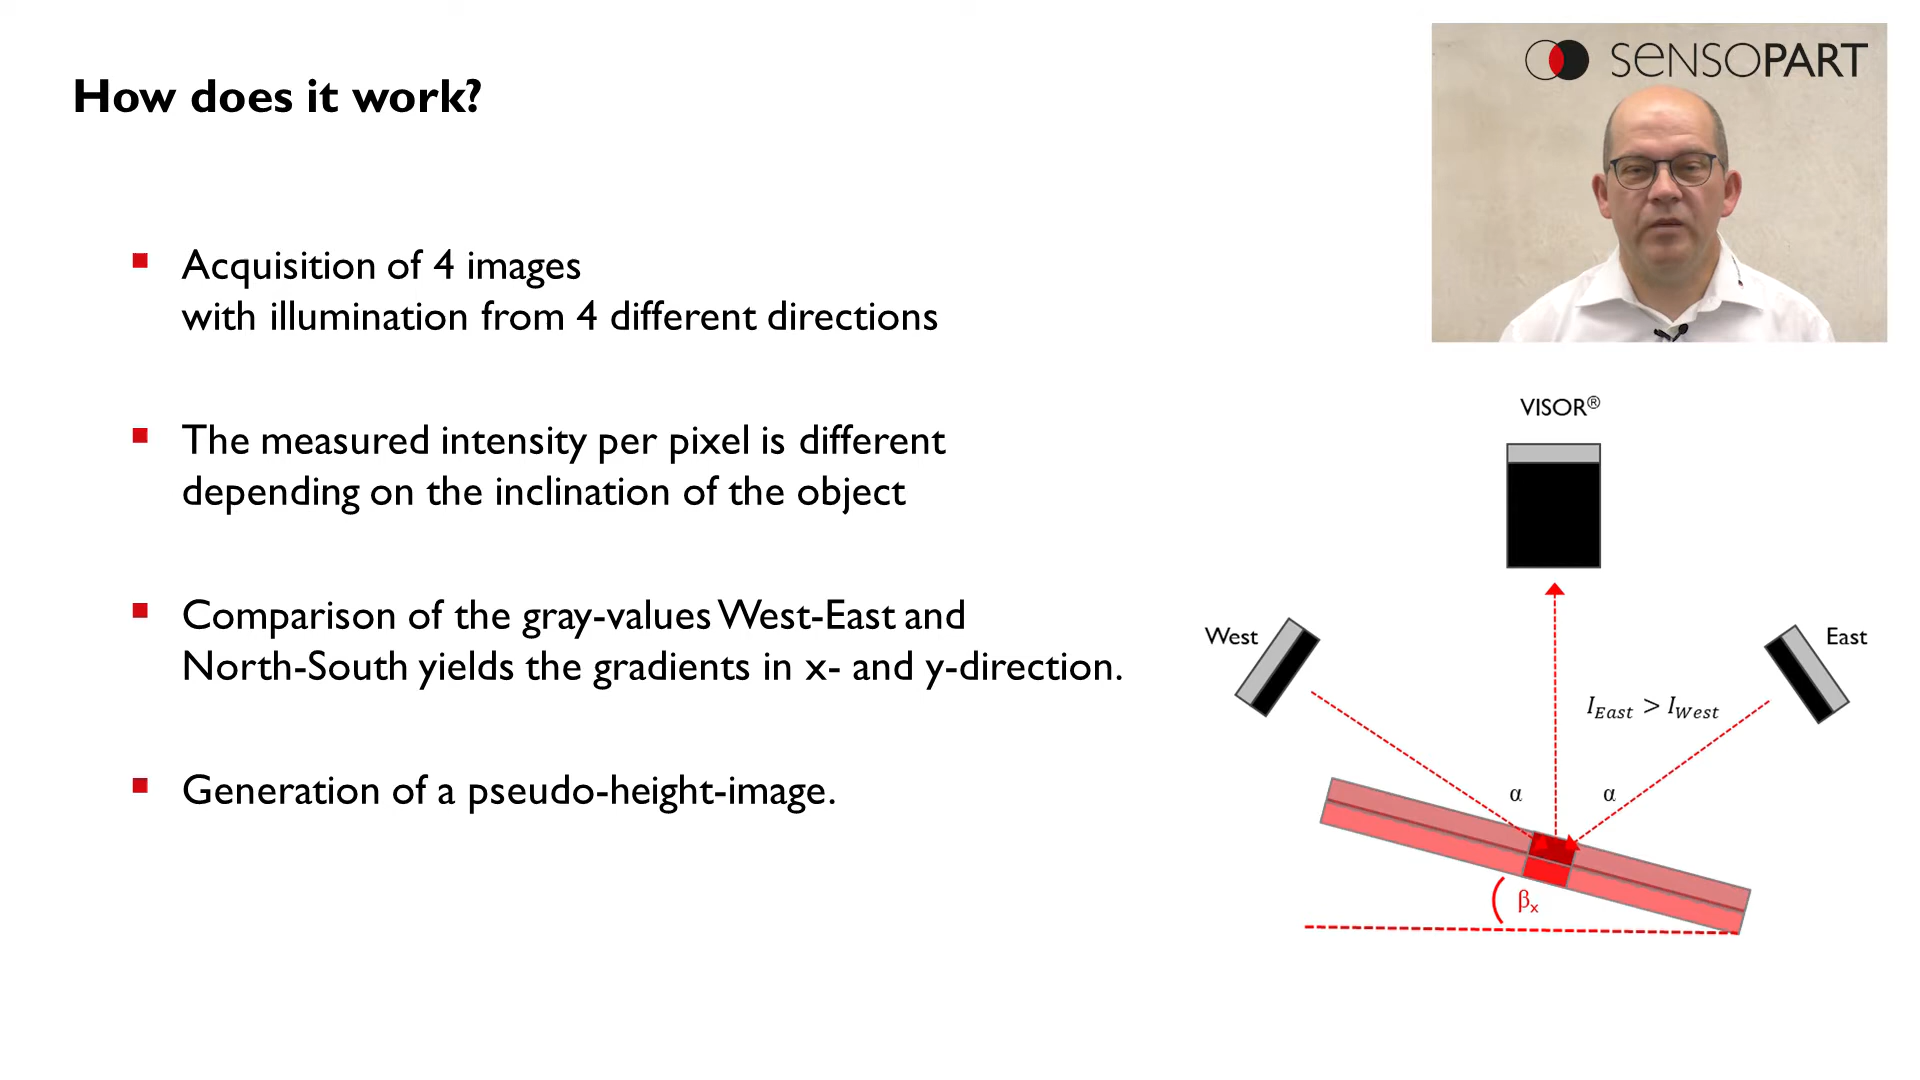 SENSOPART
How does it work?
Acquisition of 4 images
with illumination from 4 different directions
The measured intensity per pixel is different
depending on the inclination of the object
Comparison of the gray-values West-East and
North-South yields the gradients in x- and y-direction.
Generation of a pseudo-height-image.
VISOR®
West
East
I_East > I_West
α
α
βx